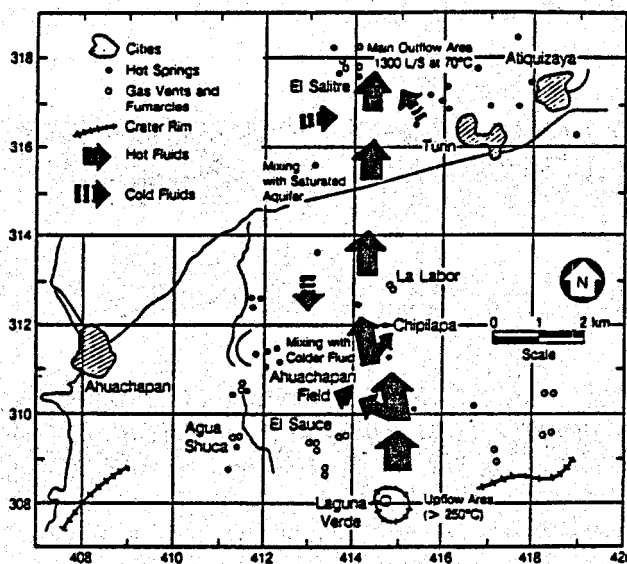 Cities
Hot Springs
Gas Vents and
Fumarcles
Crater Rim
Hot Fluids
Cold Fluids
Main Outflow Area
1300 L/S at 70°C
El Salitre
Atiquizaya
Turin
Mixing
with Saturated
Aquifer
La Labor
N
Chipilapa
0 1 2 km
Scale
Mixing with
Colder Fluid
Ahuachapan
Ahuachapan
Field
Agua
Shuca
El Sauce
Laguna
Verde
Upflow Area
(> 250°C)
318
316
314
312
310
308
408 410 412 414 416 418 420